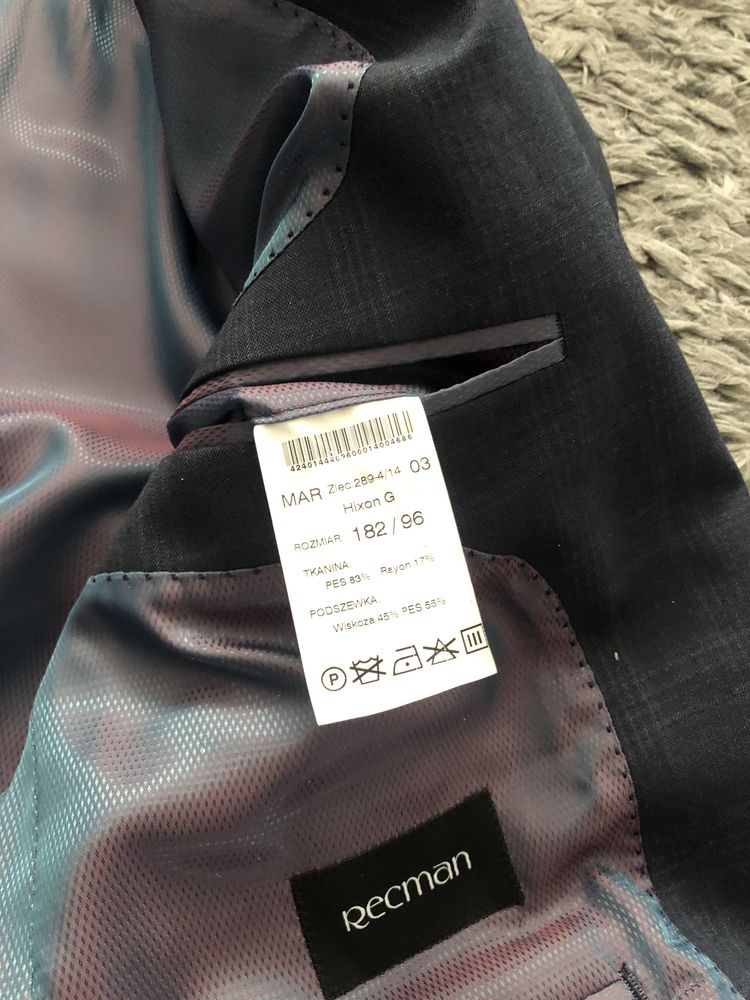 4240144402600014004686
MAR Zlec:289-4/14 03
Hixon G
ROZMIAR: 182/96
TKANINA:
PES 83% Rayon 17%
PODSZEWKA:
Wiskoza 45% PES 55%
P
Recman